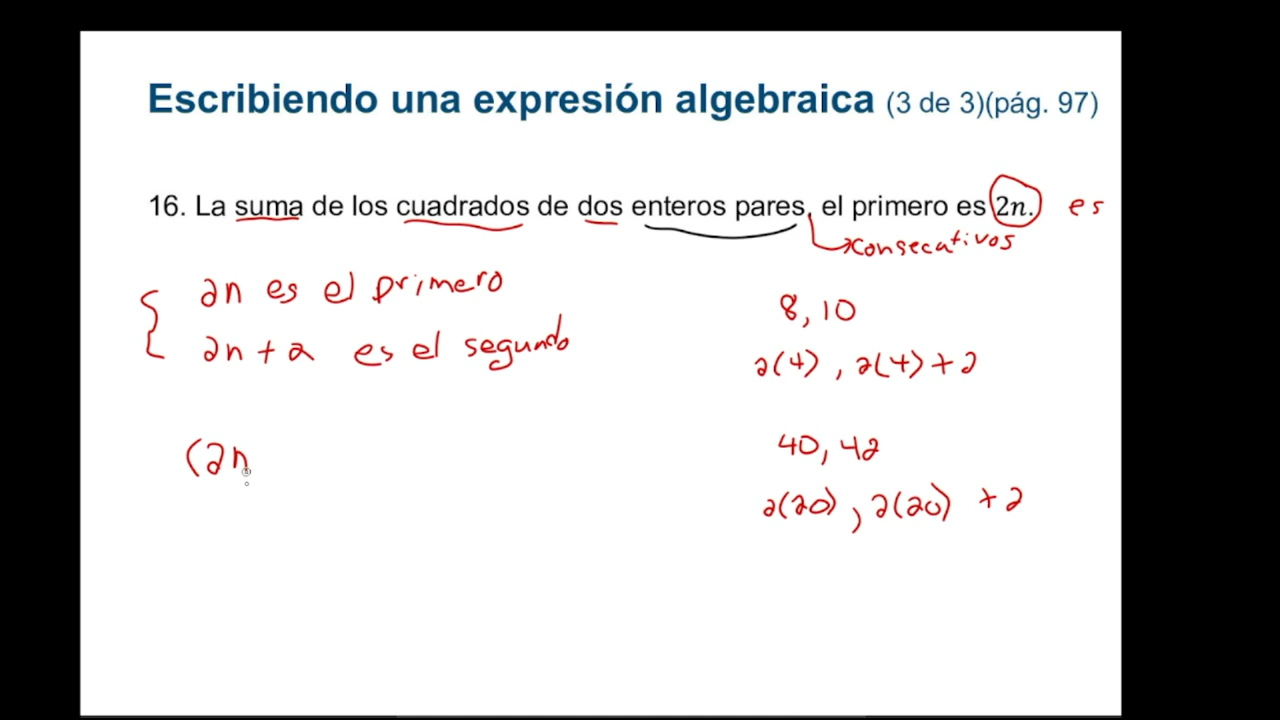 Escribiendo una expresión algebraica (3 de 3)(pág. 97)
16. La suma de los cuadrados de dos enteros pares, el primero es 2n. es
consecutivos
2n es el primero
2n + 2 es el segundo
8, 10
2(4), 2(4) + 2
40, 42
2(20), 2(20) + 2
(2n